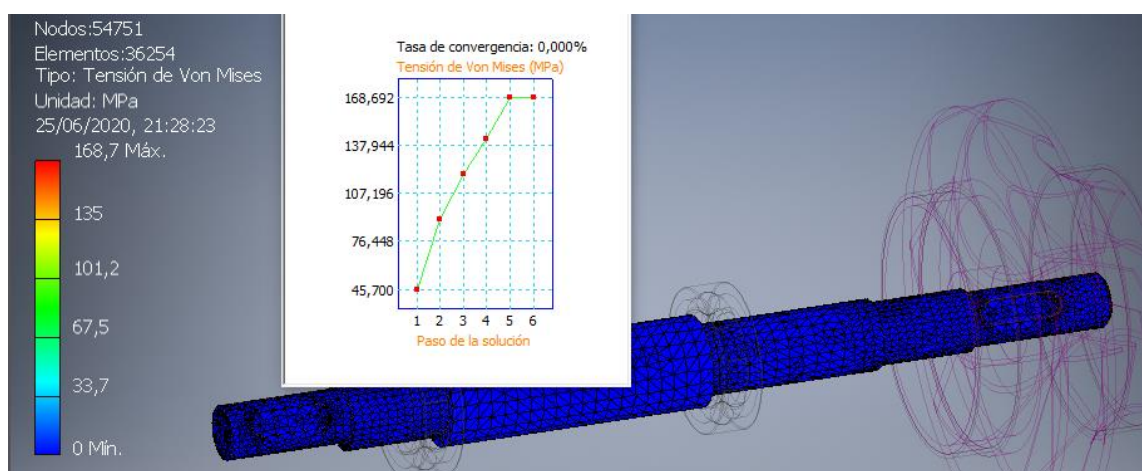 Nodos:54751
Elementos:36254
Tipo: Tensión de Von Mises
Unidad: MPa
25/06/2020, 21:28:23
168,7 Máx.
135
101,2
67,5
33,7
0 Mín.
Tasa de convergencia: 0,000%
Tensión de Von Mises (MPa)
168,692
137,944
107,196
76,448
45,700
1 2 3 4 5 6
Paso de la solución